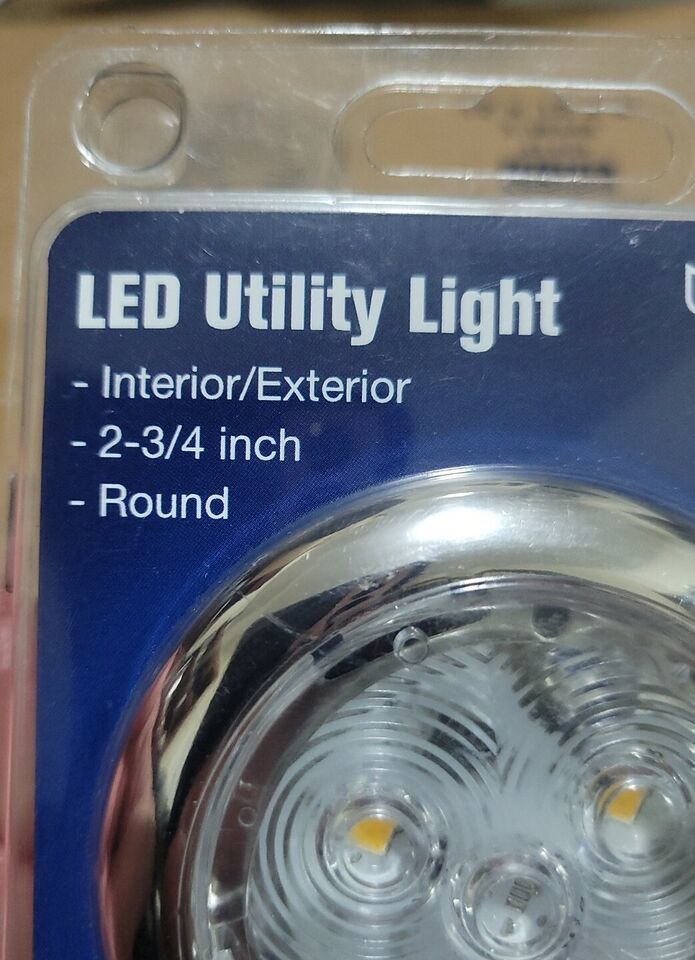 LED Utility Light
- Interior/Exterior
- 2-3/4 inch
- Round